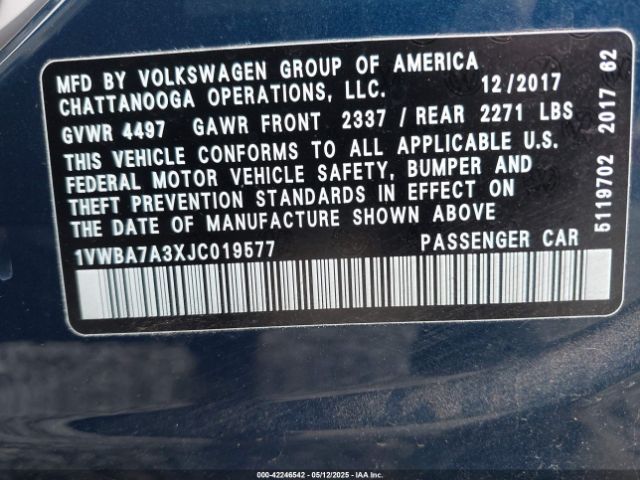 MFD BY VOLKSWAGEN GROUP OF AMERICA
CHATTANOOGA OPERATIONS, LLC. 12/2017
GVWR 4497 GAWR FRONT 2337 / REAR 2271 LBS
THIS VEHICLE CONFORMS TO ALL APPLICABLE U.S.
FEDERAL MOTOR VEHICLE SAFETY, BUMPER AND
THEFT PREVENTION STANDARDS IN EFFECT ON
THE DATE OF MANUFACTURE SHOWN ABOVE
1VWBA7A3XJC019577 PASSENGER CAR
5119702 2017 62
000-42246542 - 05/12/2025 - IAA Inc.